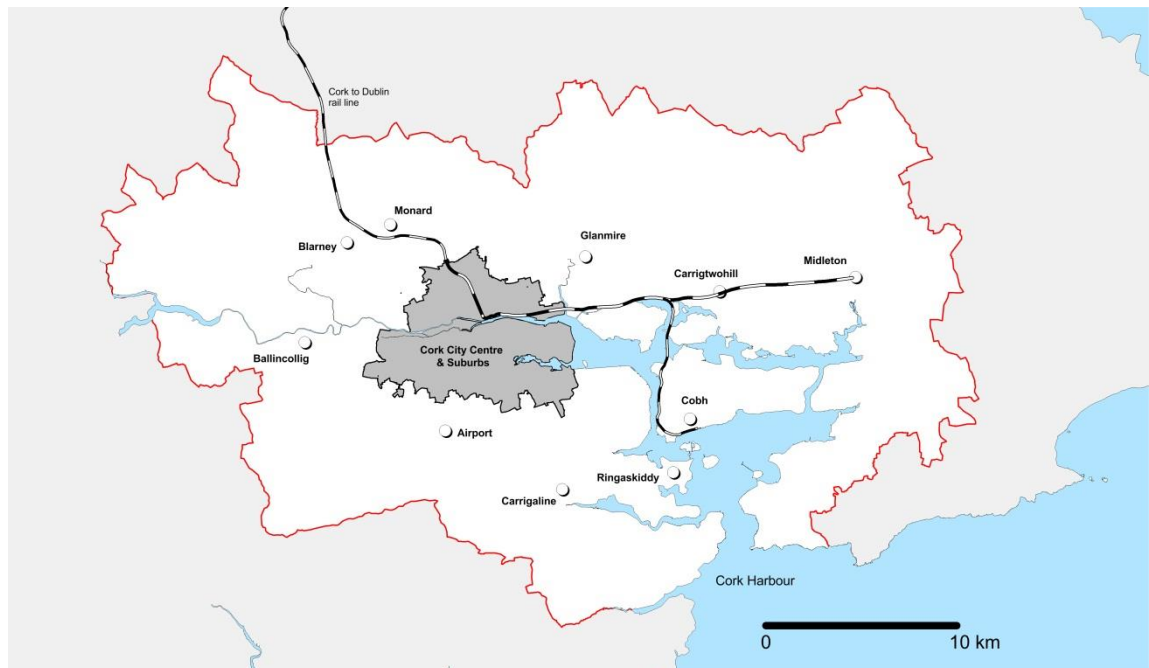 Cork to Dublin
rail line
Monard
Blarney
Glanmire
Midleton
Carrigtwohill
Ballincollig
Cork City Centre
& Suburbs
Cobh
Airport
Ringaskiddy
Carrigaline
Cork Harbour
0
10 km